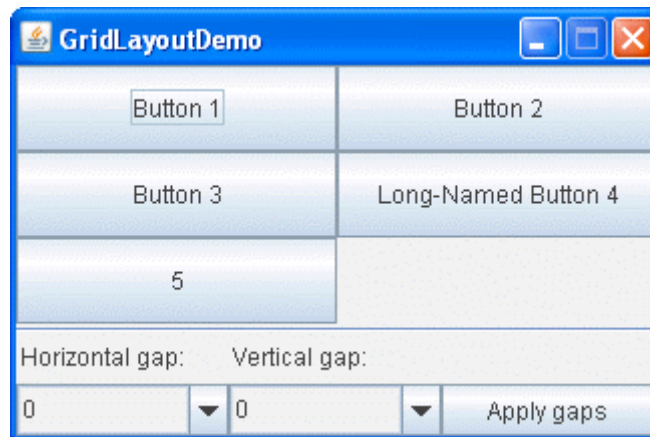 GridLayoutDemo
Button 1 Button 2
Button 3 Long-Named Button 4
5
Horizontal gap: Vertical gap:
0 0 Apply gaps